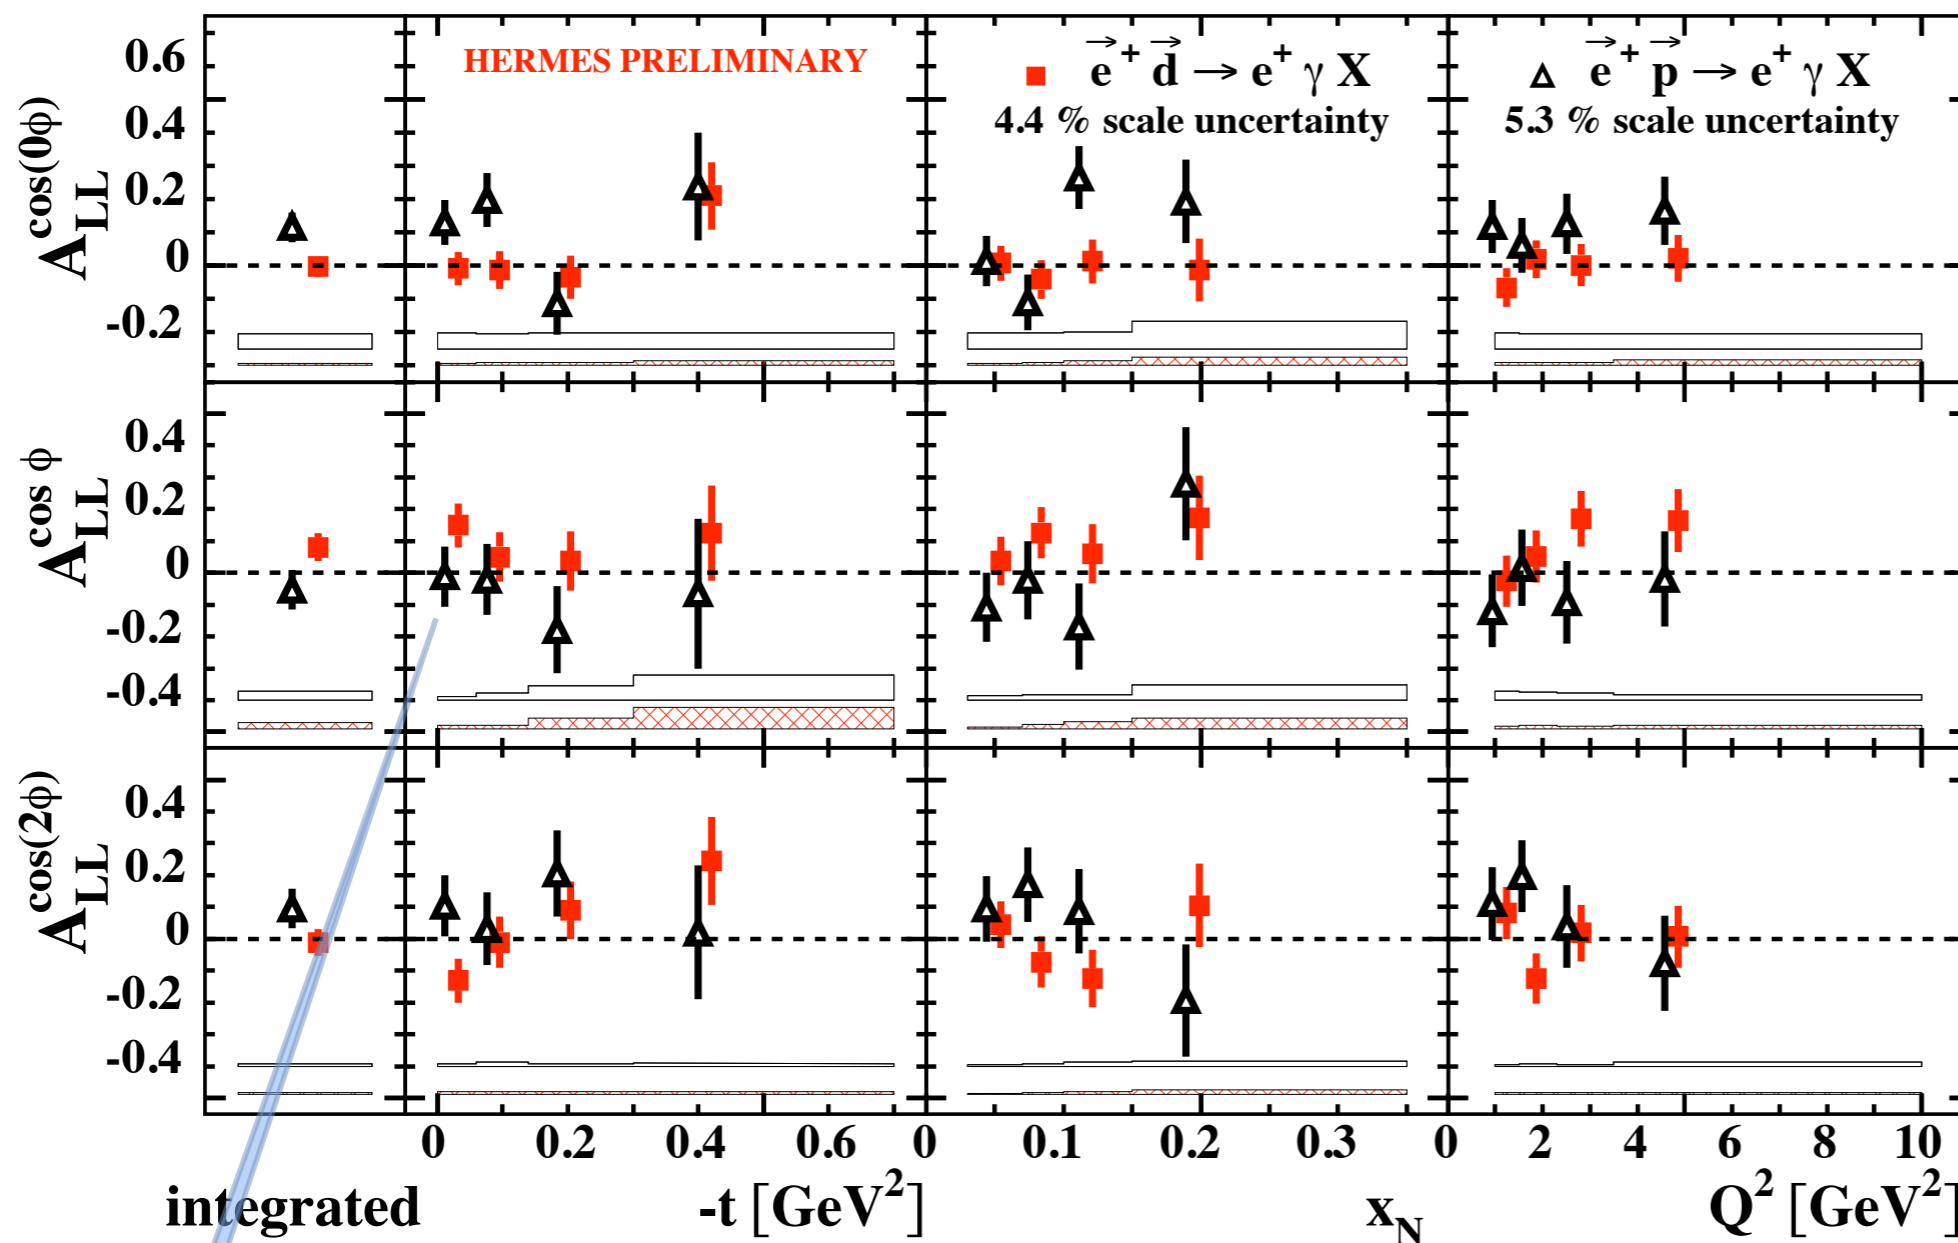 HERMES PRELIMINARY
e⃗⁺ d⃗ → e⁺ γ X
4.4 % scale uncertainty
e⃗⁺ p⃗ → e⁺ γ X
5.3 % scale uncertainty
A_LL^cos(0ϕ)
0.6
0.4
0.2
0
-0.2
A_LL^cos ϕ
0.4
0.2
0
-0.2
-0.4
A_LL^cos(2ϕ)
0.4
0.2
0
-0.2
-0.4
0 0.2 0.4 0.6 0 0.1 0.2 0.3 0 2 4 6 8 10
integrated -t [GeV²] x_N Q² [GeV²]